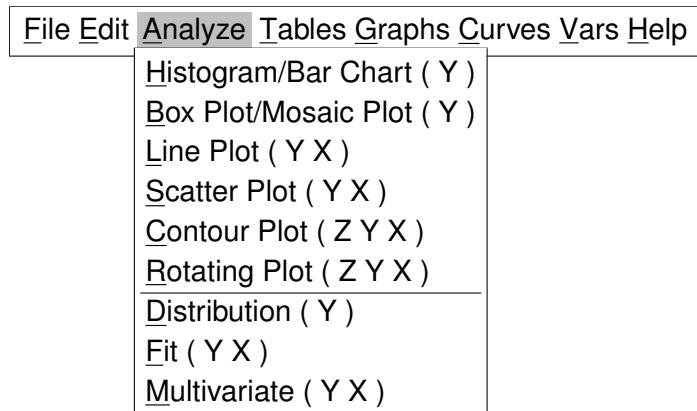 File Edit Analyze Tables Graphs Curves Vars Help
Histogram/Bar Chart ( Y )
Box Plot/Mosaic Plot ( Y )
Line Plot ( Y X )
Scatter Plot ( Y X )
Contour Plot ( Z Y X )
Rotating Plot ( Z Y X )
Distribution ( Y )
Fit ( Y X )
Multivariate ( Y X )